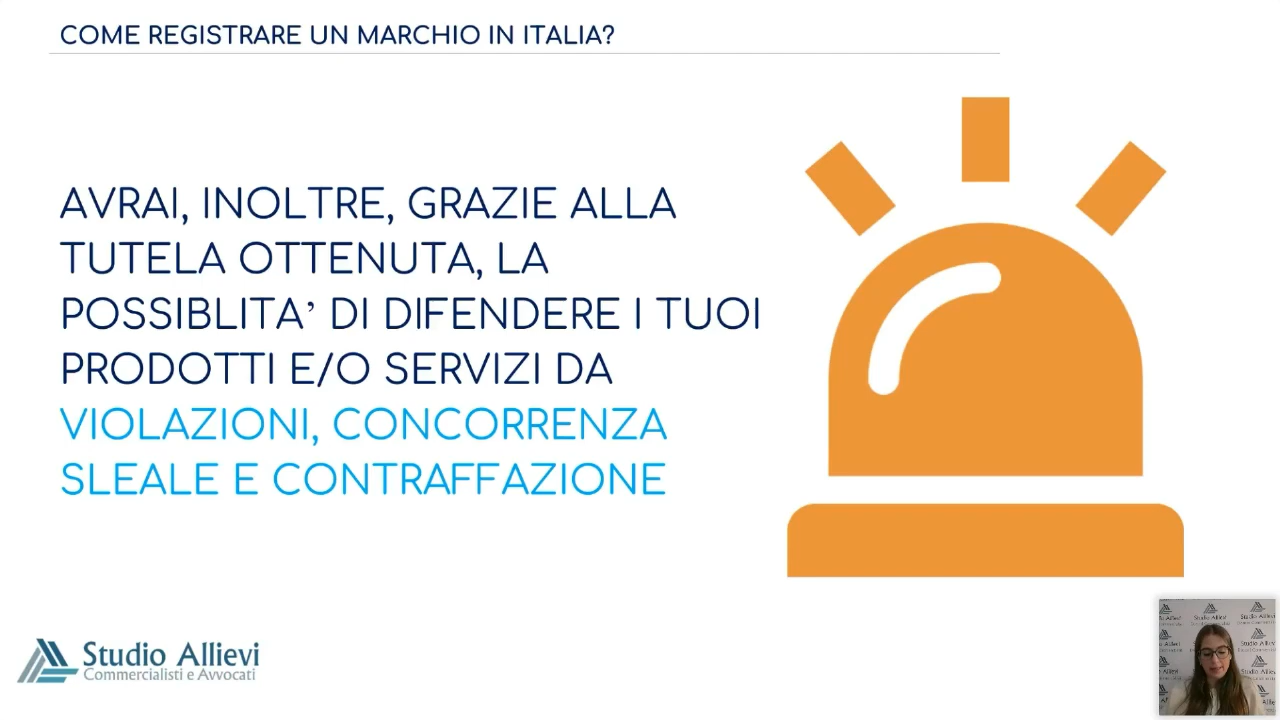 COME REGISTRARE UN MARCHIO IN ITALIA?
AVRAI, INOLTRE, GRAZIE ALLA
TUTELA OTTENUTA, LA
POSSIBLITA’ DI DIFENDERE I TUOI
PRODOTTI E/O SERVIZI DA
VIOLAZIONI, CONCORRENZA
SLEALE E CONTRAFFAZIONE
Studio Allievi
Commercialisti e Avvocati